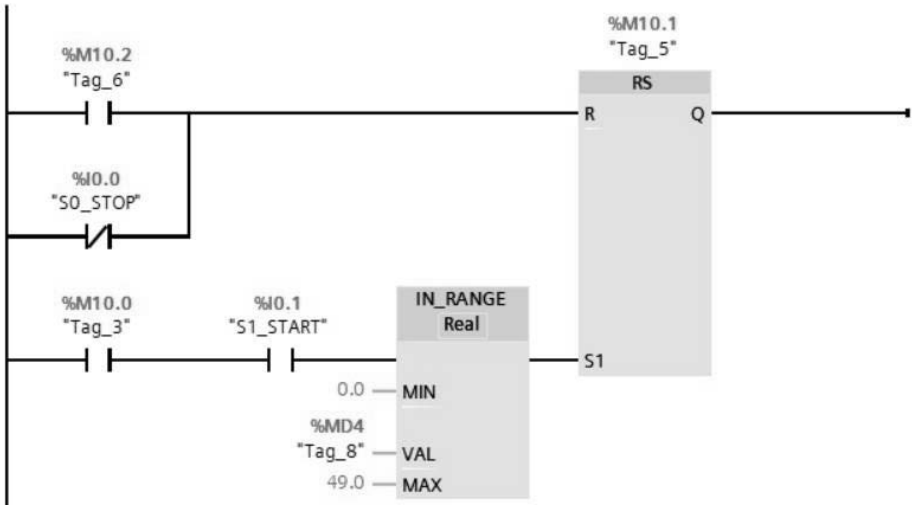 %M10.1
"Tag_5"
%M10.2
"Tag_6"
RS
R
Q
%I0.0
"S0_STOP"
%M10.0
"Tag_3"
%I0.1
"S1_START"
IN_RANGE
Real
S1
0.0
MIN
%MD4
"Tag_8"
VAL
49.0
MAX